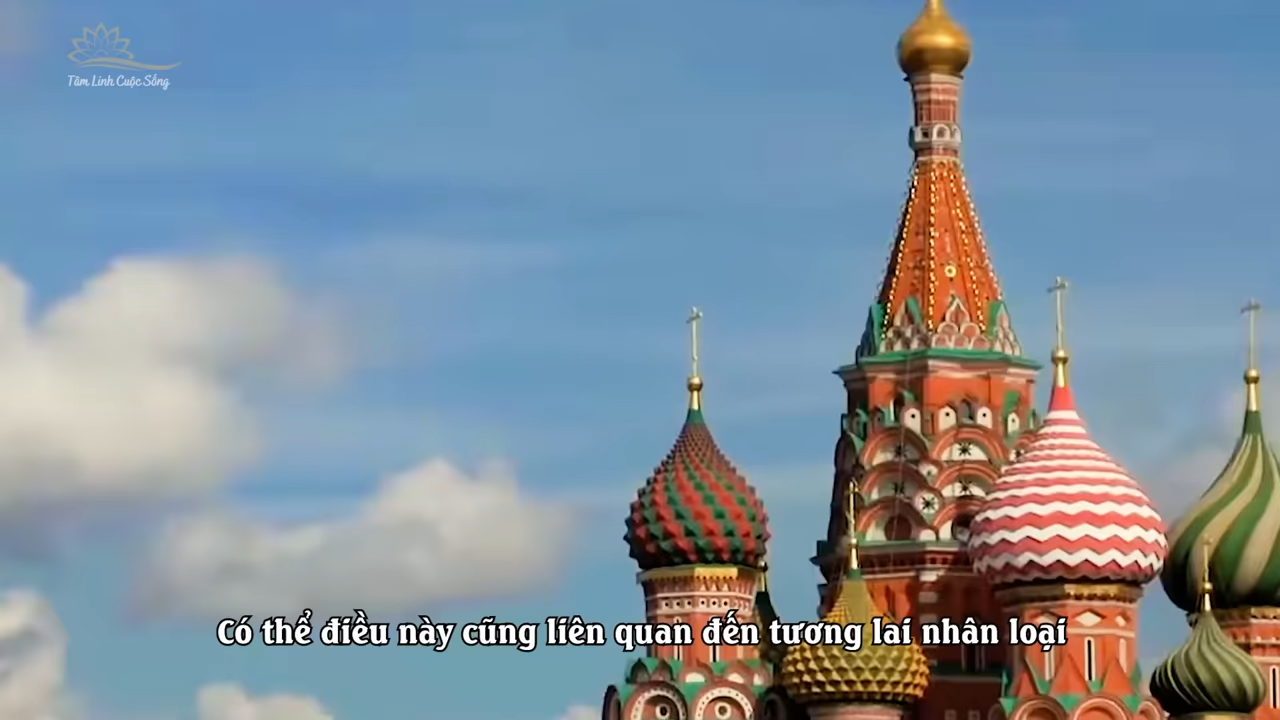 Tâm Linh Cuộc Sống
Có thể điều này cũng liên quan đến tương lai nhân loại